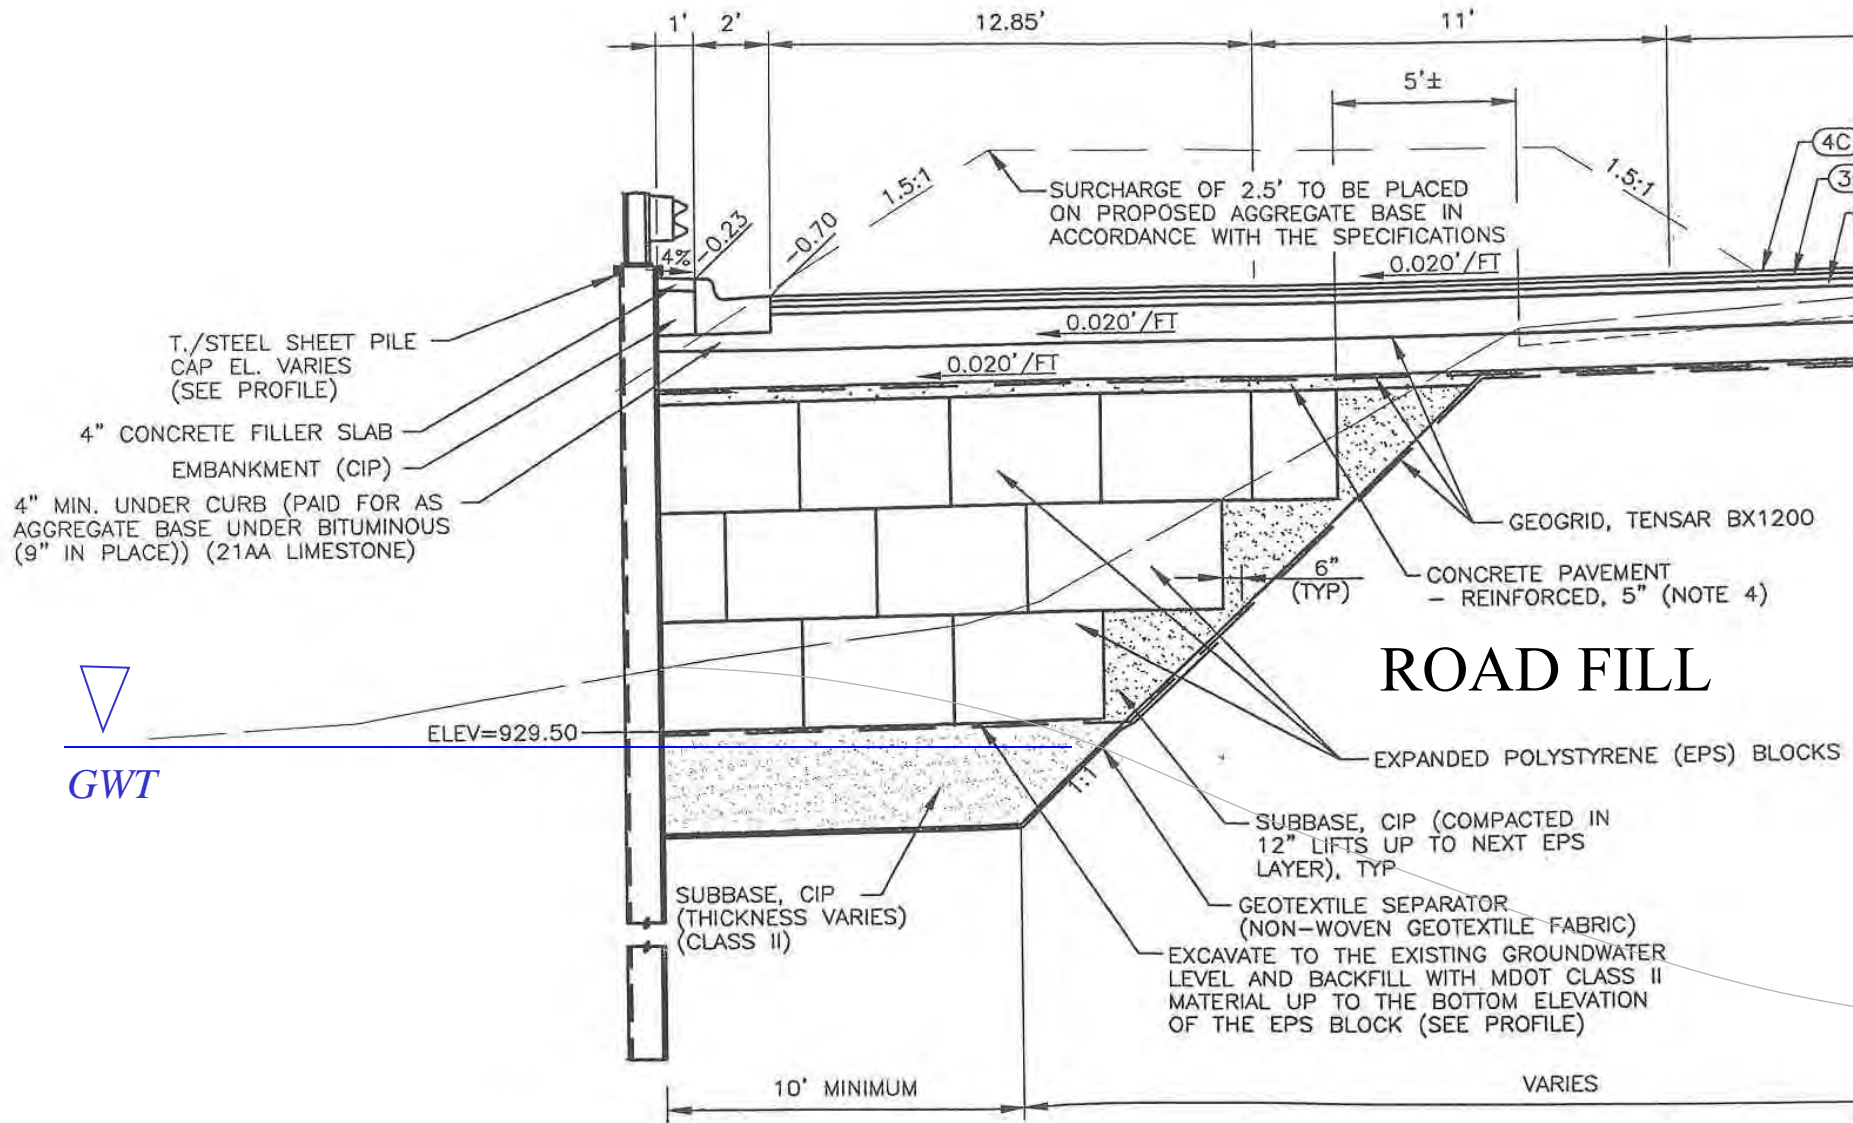 1' 2' 12.85' 11'
5'±
4C
3
1.5:1
1.5:1
SURCHARGE OF 2.5' TO BE PLACED
ON PROPOSED AGGREGATE BASE IN
ACCORDANCE WITH THE SPECIFICATIONS
-0.23
-0.70
4%
0.020'/FT
0.020'/FT
0.020'/FT
T./STEEL SHEET PILE
CAP EL. VARIES
(SEE PROFILE)
4" CONCRETE FILLER SLAB
EMBANKMENT (CIP)
4" MIN. UNDER CURB (PAID FOR AS
AGGREGATE BASE UNDER BITUMINOUS
(9" IN PLACE)) (21AA LIMESTONE)
GEOGRID, TENSAR BX1200
6"
(TYP)
CONCRETE PAVEMENT
- REINFORCED, 5" (NOTE 4)
ROAD FILL
ELEV=929.50
GWT
EXPANDED POLYSTYRENE (EPS) BLOCKS
1:1
SUBBASE, CIP (COMPACTED IN
12" LIFTS UP TO NEXT EPS
LAYER), TYP
SUBBASE, CIP
(THICKNESS VARIES)
(CLASS II)
GEOTEXTILE SEPARATOR
(NON-WOVEN GEOTEXTILE FABRIC)
EXCAVATE TO THE EXISTING GROUNDWATER
LEVEL AND BACKFILL WITH MDOT CLASS II
MATERIAL UP TO THE BOTTOM ELEVATION
OF THE EPS BLOCK (SEE PROFILE)
10' MINIMUM
VARIES